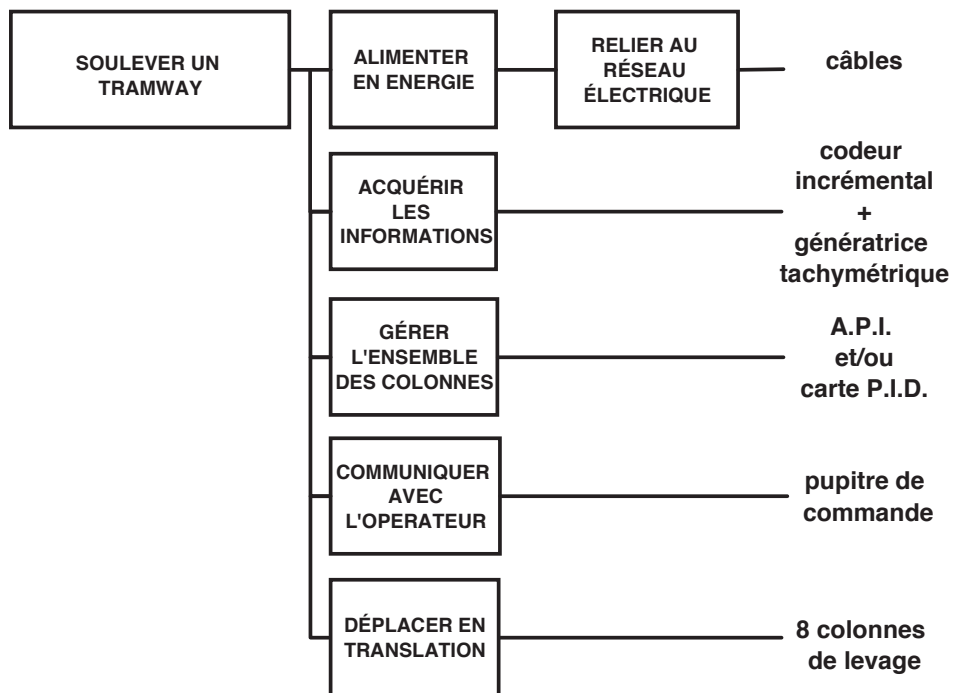 SOULEVER UN
TRAMWAY
ALIMENTER
EN ENERGIE
RELIER AU
RÉSEAU
ÉLECTRIQUE
câbles
ACQUÉRIR
LES
INFORMATIONS
codeur
incrémental
+
génératrice
tachymétrique
GÉRER
L'ENSEMBLE
DES COLONNES
A.P.I.
et/ou
carte P.I.D.
COMMUNIQUER
AVEC
L'OPERATEUR
pupitre de
commande
DÉPLACER EN
TRANSLATION
8 colonnes
de levage